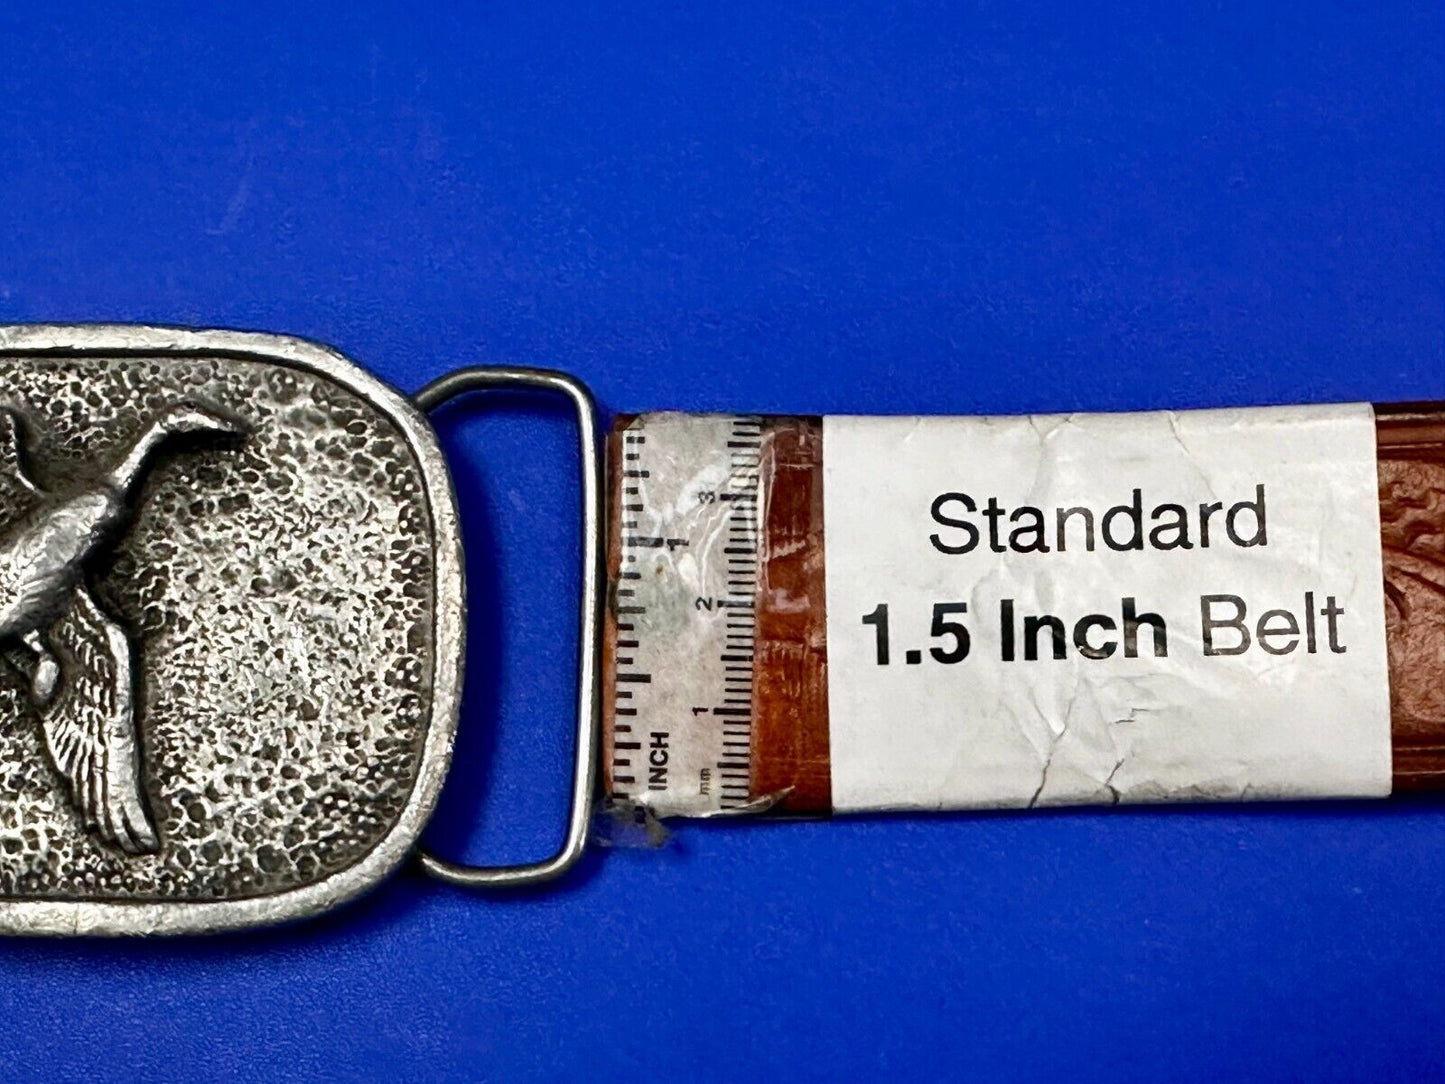 Standard
1.5 Inch Belt
INCH 1
mm 1 2 3